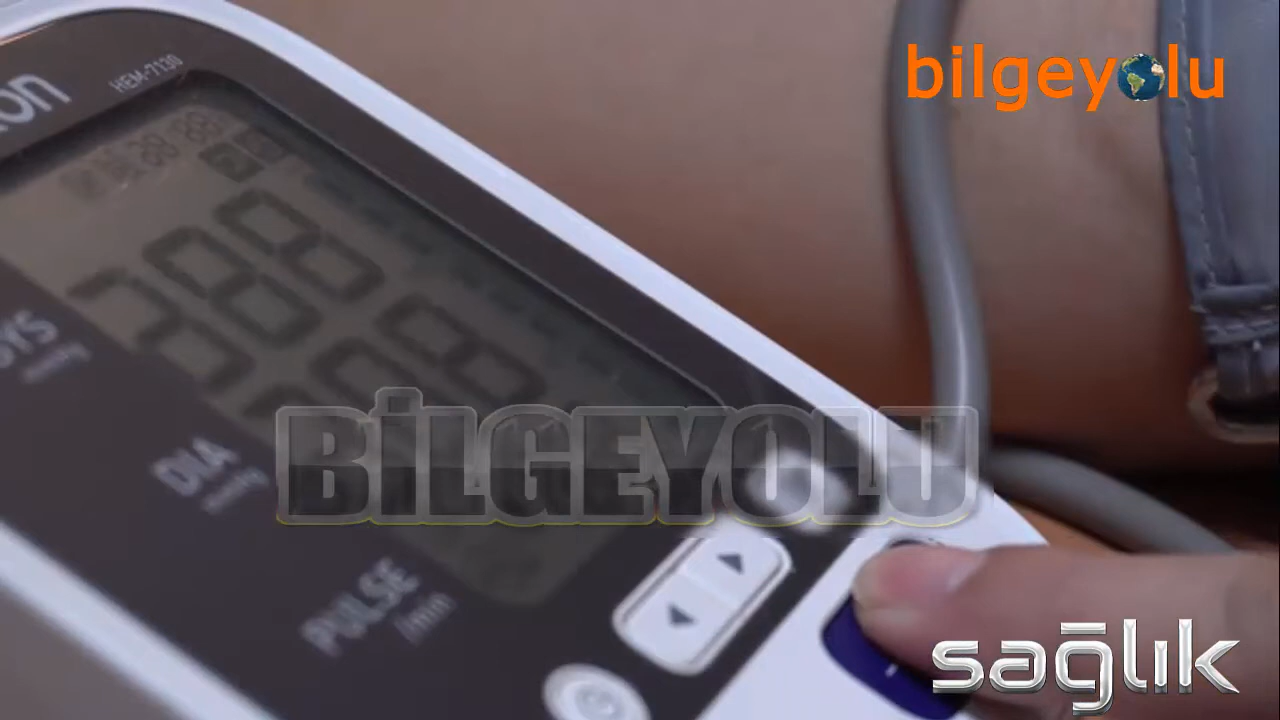 bilgeyolu
HEM-7130
SYS
mmHg
DIA
mmHg
BİLGEYOLU
PULSE
/min
sağlık